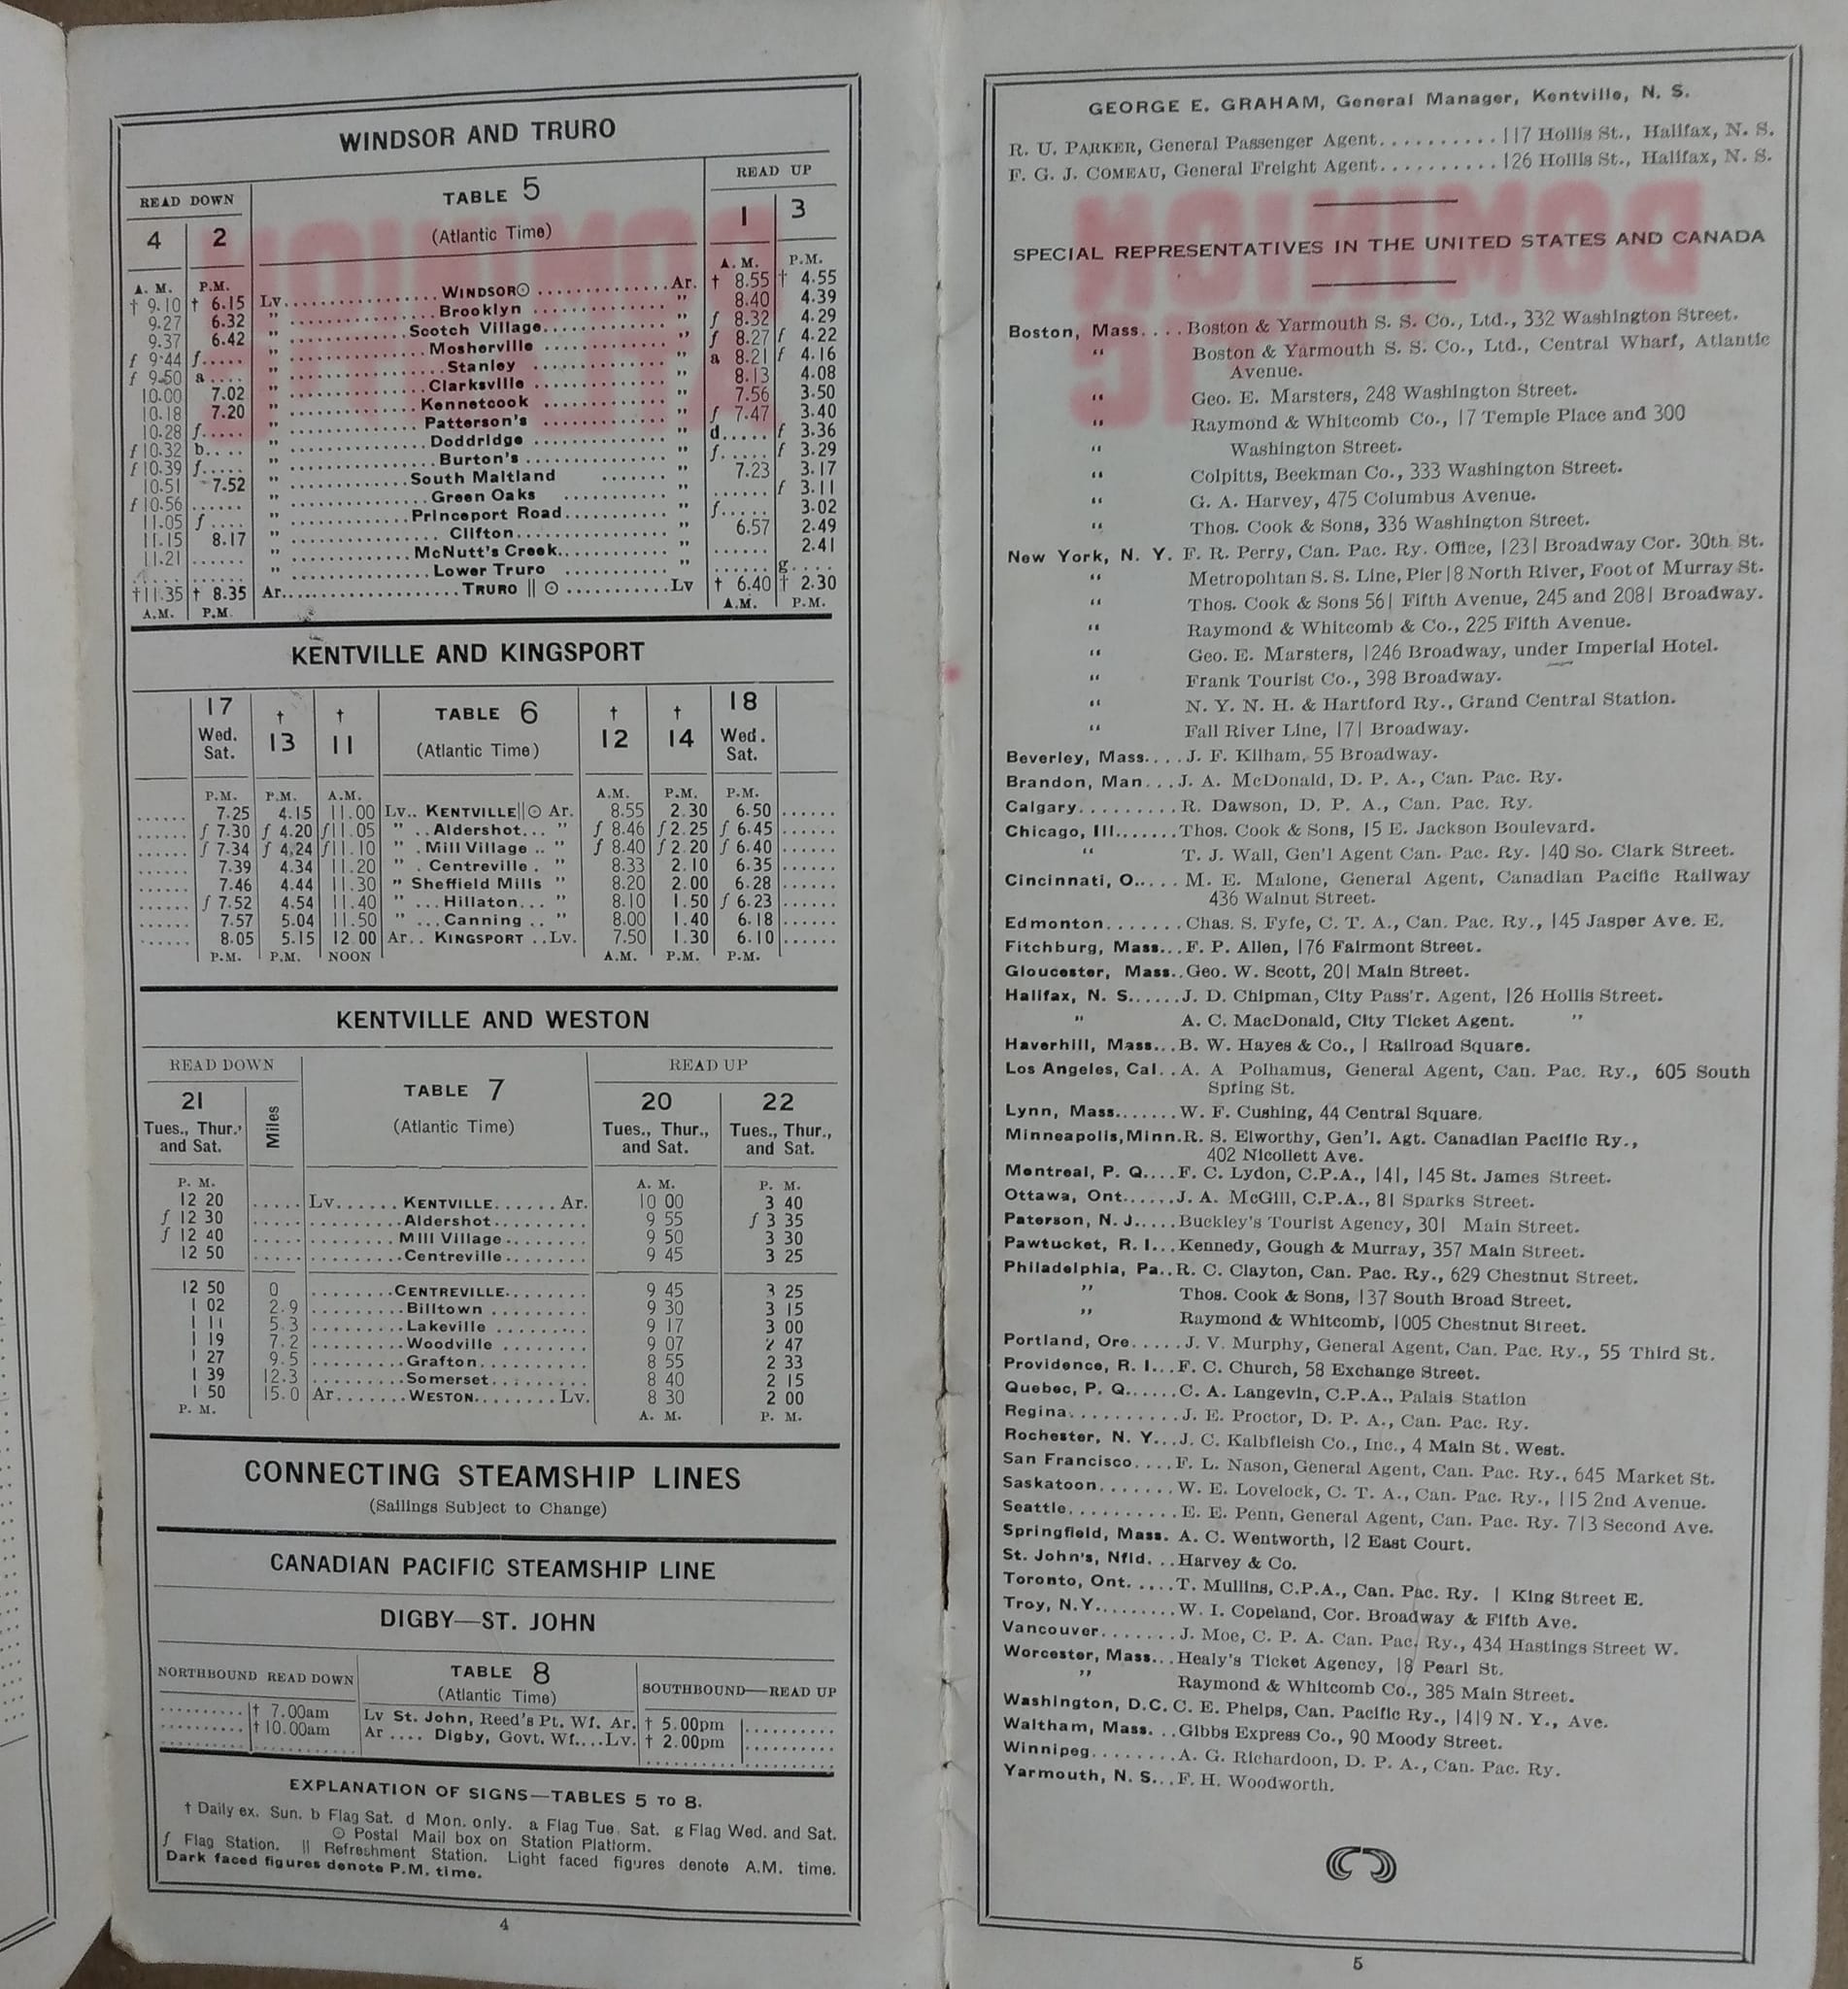 WINDSOR AND TRURO
READ DOWN TABLE 5 READ UP
4 2 (Atlantic Time) 1 3
A. M. P.M. A. M. P.M.
† 9.10 † 6.15 Lv. WINDSOR⊙ Ar. † 8.55 † 4.55
9.27 6.32 " Brooklyn " 8.40 4.39
9.37 6.42 " Scotch Village " f 8.32 4.29
f 9.44 f..... " Mosherville " f 8.27 f 4.22
f 9.50 a.... " Stanley " a 8.21 f 4.16
10.00 7.02 " Clarksville " 8.13 4.08
10.18 7.20 " Kennetcook " 7.56 3.50
10.28 f..... " Patterson's " f 7.47 3.40
f 10.32 b.... " Doddridge " d..... f 3.36
f 10.39 f..... " Burton's " f..... f 3.29
10.51 7.52 " South Maitland " 7.23 3.17
f 10.56 ...... " Green Oaks " ...... f 3.11
11.05 f .... " Princeport Road " f..... 3.02
11.15 8.17 " Clifton " 6.57 2.49
11.21 ...... " McNutt's Creek " ...... 2.41
...... ...... " Lower Truro " ...... g....
†11.35 † 8.35 Ar. TRURO || ⊙ Lv † 6.40 † 2.30
A.M. P.M. A.M. P.M.
KENTVILLE AND KINGSPORT
17 Wed. Sat. † 13 † 11 TABLE 6 (Atlantic Time) † 12 † 14 18 Wed. Sat.
P.M. P.M. A.M. A.M. P.M. P.M.
...... 7.25 4.15 11.00 Lv.. KENTVILLE||⊙ Ar. 8.55 2.30 6.50 ......
...... f 7.30 f 4.20 f11.05 " ..Aldershot... " f 8.46 f 2.25 f 6.45 ......
...... f 7.34 f 4.24 f11.10 " . Mill Village .. " f 8.40 f 2.20 f 6.40 ......
...... 7.39 4.34 11.20 " . Centreville . " 8.33 2.10 6.35 ......
...... 7.46 4.44 11.30 " Sheffield Mills " 8.20 2.00 6.28 ......
...... f 7.52 4.54 11.40 " ...Hillaton... " 8.10 1.50 f 6.23 ......
...... 7.57 5.04 11.50 " ...Canning .. " 8.00 1.40 6.18 ......
...... 8.05 5.15 12.00 Ar.. KINGSPORT ..Lv. 7.50 1.30 6.10 ......
P.M. P.M. NOON A.M. P.M. P.M.
KENTVILLE AND WESTON
READ DOWN TABLE 7 READ UP
21 Miles (Atlantic Time) 20 22
Tues., Thur., and Sat. Tues., Thur., and Sat. Tues., Thur., and Sat.
P. M. A. M. P. M.
12 20 ..... Lv...... KENTVILLE...... Ar. 10 00 3 40
f 12 30 ..... Aldershot 9 55 f 3 35
f 12 40 ..... Mill Village 9 50 3 30
12 50 ..... Centreville 9 45 3 25
12 50 0 CENTREVILLE 9 45 3 25
1 02 2.9 Billtown 9 30 3 15
1 11 5.3 Lakeville 9 17 3 00
1 19 7.2 Woodville 9 07 2 47
1 27 9.5 Grafton 8 55 2 33
1 39 12.3 Somerset 8 40 2 15
1 50 15.0 Ar....... WESTON........ Lv. 8 30 2 00
P. M. A. M. P. M.
CONNECTING STEAMSHIP LINES
(Sailings Subject to Change)
CANADIAN PACIFIC STEAMSHIP LINE
DIGBY—ST. JOHN
NORTHBOUND READ DOWN TABLE 8 (Atlantic Time) SOUTHBOUND—READ UP
† 7.00am Lv St. John, Reed's Pt. Wf. Ar. † 5.00pm
†10.00am Ar .... Digby, Govt. Wf....Lv. † 2.00pm
EXPLANATION OF SIGNS—TABLES 5 TO 8.
† Daily ex. Sun. b Flag Sat. d Mon. only. a Flag Tue. Sat. g Flag Wed. and Sat.
⊙ Postal Mail box on Station Platform.
f Flag Station. || Refreshment Station. Light faced figures denote A.M. time.
Dark faced figures denote P.M. time.
4
GEORGE E. GRAHAM, General Manager, Kentville, N. S.
R. U. PARKER, General Passenger Agent..........117 Hollis St., Halifax, N. S.
F. G. J. COMEAU, General Freight Agent..........126 Hollis St., Halifax, N. S.
SPECIAL REPRESENTATIVES IN THE UNITED STATES AND CANADA
Boston, Mass.... Boston & Yarmouth S. S. Co., Ltd., 332 Washington Street.
" Boston & Yarmouth S. S. Co., Ltd., Central Wharf, Atlantic
Avenue.
" Geo. E. Marsters, 248 Washington Street.
" Raymond & Whitcomb Co., 17 Temple Place and 300
" Washington Street.
" Colpitts, Beekman Co., 333 Washington Street.
" G. A. Harvey, 475 Columbus Avenue.
" Thos. Cook & Sons, 336 Washington Street.
New York, N. Y. F. R. Perry, Can. Pac. Ry. Office, 1231 Broadway Cor. 30th St.
" Metropolitan S. S. Line, Pier 18 North River, Foot of Murray St.
" Thos. Cook & Sons 561 Fifth Avenue, 245 and 2081 Broadway.
" Raymond & Whitcomb & Co., 225 Fifth Avenue.
" Geo. E. Marsters, 1246 Broadway, under Imperial Hotel.
" Frank Tourist Co., 398 Broadway.
" N. Y. N. H. & Hartford Ry., Grand Central Station.
" Fall River Line, 171 Broadway.
Beverley, Mass.... J. F. Kilham, 55 Broadway.
Brandon, Man... J. A. McDonald, D. P. A., Can. Pac. Ry.
Calgary......... R. Dawson, D. P. A., Can. Pac. Ry.
Chicago, Ill....... Thos. Cook & Sons, 15 E. Jackson Boulevard.
" T. J. Wall, Gen'l Agent Can. Pac. Ry. 140 So. Clark Street.
Cincinnati, O..... M. E. Malone, General Agent, Canadian Pacific Railway
436 Walnut Street.
Edmonton....... Chas. S. Fyfe, C. T. A., Can. Pac. Ry., 145 Jasper Ave. E.
Fitchburg, Mass... F. P. Allen, 176 Fairmont Street.
Gloucester, Mass.. Geo. W. Scott, 201 Main Street.
Halifax, N. S...... J. D. Chipman, City Pass'r. Agent, 126 Hollis Street.
" A. C. MacDonald, City Ticket Agent. "
Haverhill, Mass... B. W. Hayes & Co., 1 Railroad Square.
Los Angeles, Cal.. A. A Polhamus, General Agent, Can. Pac. Ry., 605 South
Spring St.
Lynn, Mass....... W. F. Cushing, 44 Central Square.
Minneapolis, Minn. R. S. Elworthy, Gen'l. Agt. Canadian Pacific Ry.,
402 Nicollett Ave.
Montreal, P. Q.... F. C. Lydon, C.P.A., 141, 145 St. James Street.
Ottawa, Ont...... J. A. McGill, C.P.A., 81 Sparks Street.
Paterson, N. J..... Buckley's Tourist Agency, 301 Main Street.
Pawtucket, R. I... Kennedy, Gough & Murray, 357 Main Street.
Philadelphia, Pa.. R. C. Clayton, Can. Pac. Ry., 629 Chestnut Street.
" Thos. Cook & Sons, 137 South Broad Street.
" Raymond & Whitcomb, 1005 Chestnut Street.
Portland, Ore..... J. V. Murphy, General Agent, Can. Pac. Ry., 55 Third St.
Providence, R. I... F. C. Church, 58 Exchange Street.
Quebec, P. Q...... C. A. Langevin, C.P.A., Palais Station
Regina.......... J. E. Proctor, D. P. A., Can. Pac. Ry.
Rochester, N. Y... J. C. Kalbfleish Co., Inc., 4 Main St. West.
San Francisco.... F. L. Nason, General Agent, Can. Pac. Ry., 645 Market St.
Saskatoon....... W. E. Lovelock, C. T. A., Can. Pac. Ry., 115 2nd Avenue.
Seattle.......... E. E. Penn, General Agent, Can. Pac. Ry. 713 Second Ave.
Springfield, Mass. A. C. Wentworth, 12 East Court.
St. John's, Nfld... Harvey & Co.
Toronto, Ont..... T. Mullins, C.P.A., Can. Pac. Ry. 1 King Street E.
Troy, N.Y......... W. I. Copeland, Cor. Broadway & Fifth Ave.
Vancouver....... J. Moe, C. P. A. Can. Pac. Ry., 434 Hastings Street W.
Worcester, Mass... Healy's Ticket Agency, 18 Pearl St.
" Raymond & Whitcomb Co., 385 Main Street.
Washington, D.C. C. E. Phelps, Can. Pacific Ry., 1419 N. Y., Ave.
Waltham, Mass... Gibbs Express Co., 90 Moody Street.
Winnipeg........ A. G. Richardoon, D. P. A., Can. Pac. Ry.
Yarmouth, N. S... F. H. Woodworth.
5